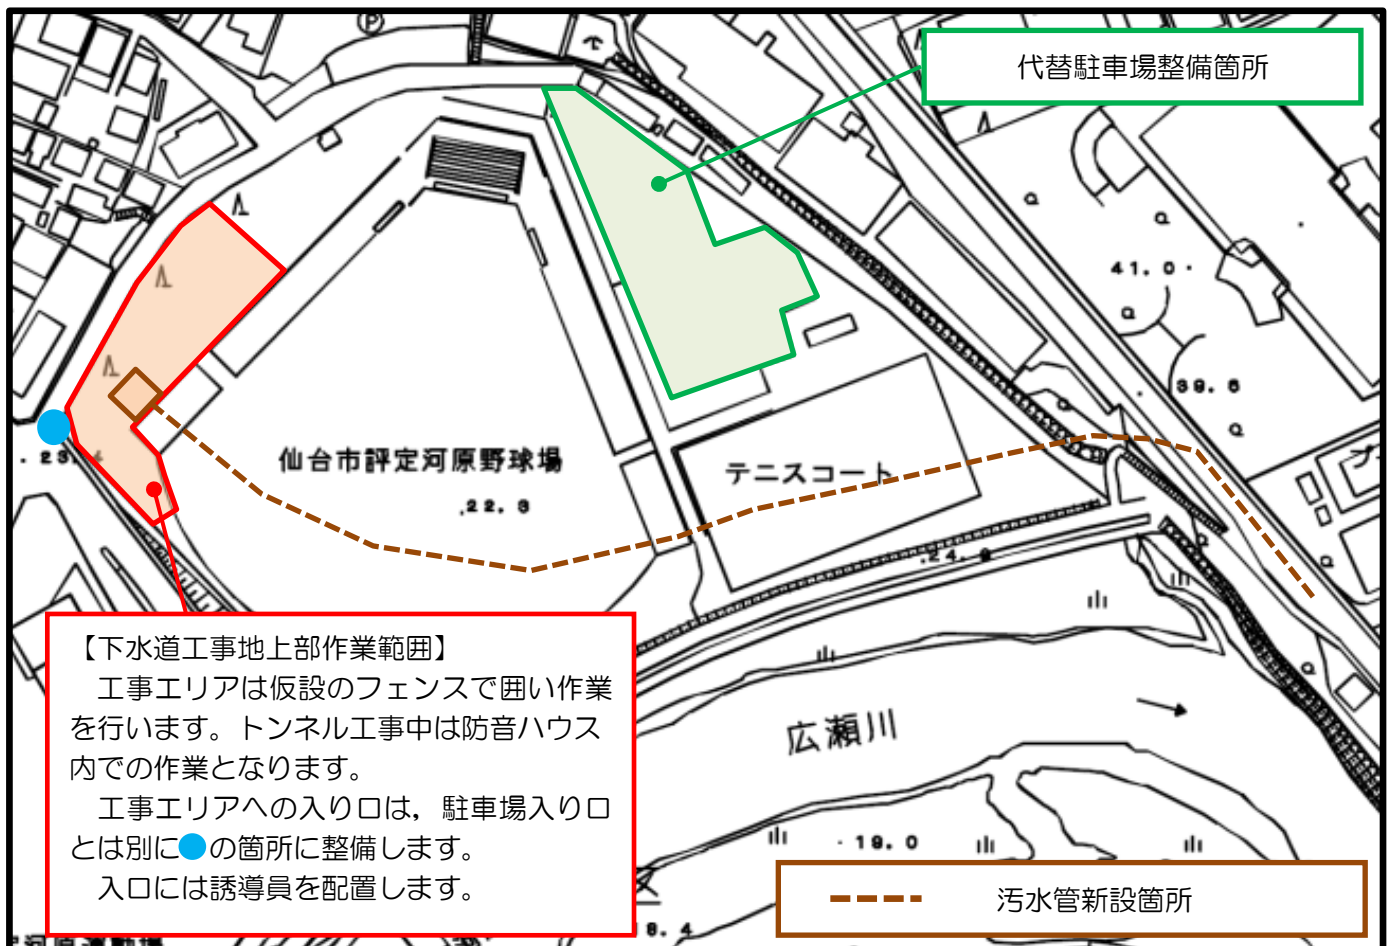 代替駐車場整備箇所
41.0
39.6
仙台市評定河原野球場
22.3
テニスコート
24.9
【下水道工事地上部作業範囲】
工事エリアは仮設のフェンスで囲い作業
を行います。トンネル工事中は防音ハウス
内での作業となります。
工事エリアへの入り口は，駐車場入り口
とは別に●の箇所に整備します。
入口には誘導員を配置します。
広瀬川
19.0
汚水管新設箇所